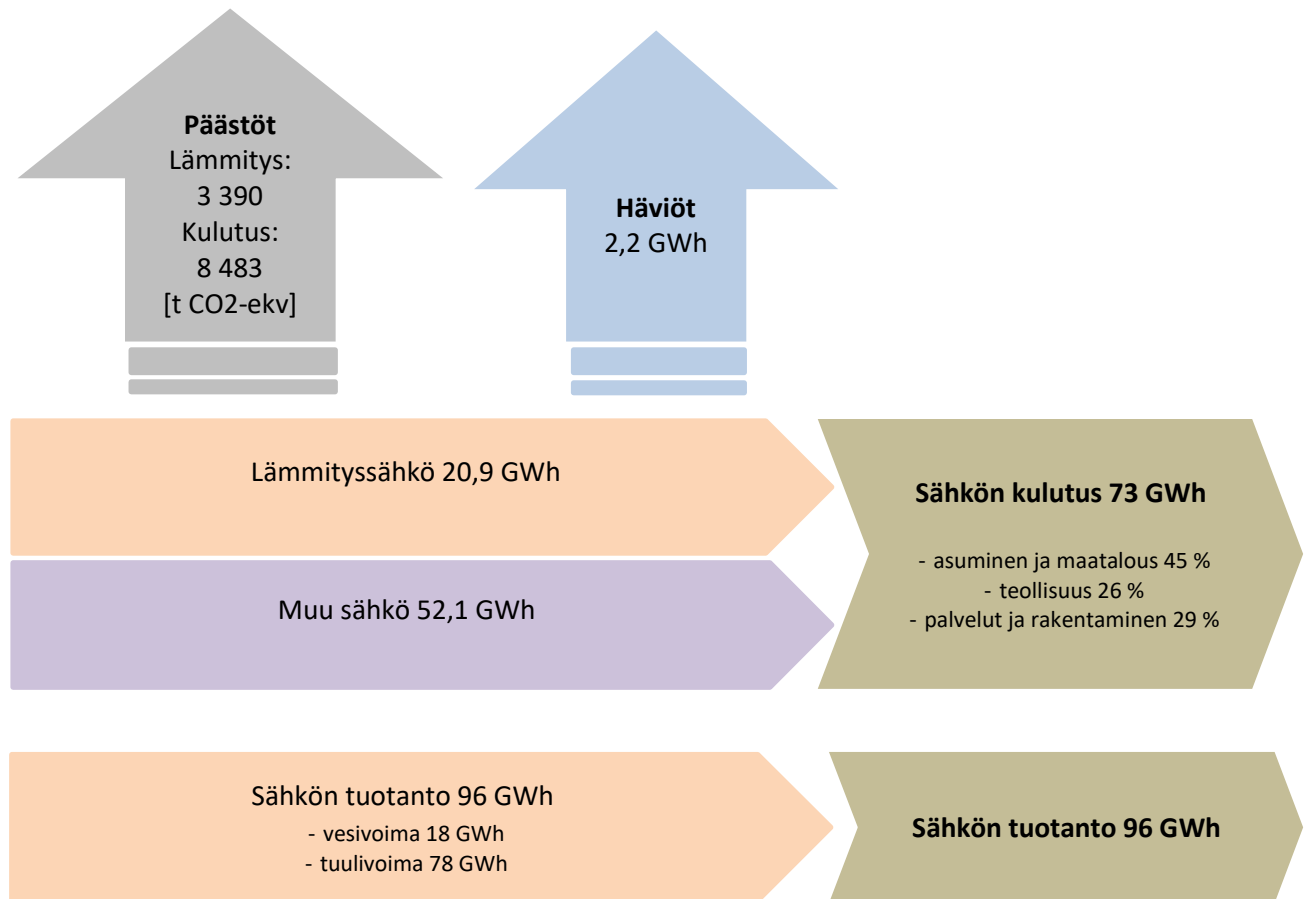 Päästöt
Lämmitys:
3 390
Kulutus:
8 483
[t CO2-ekv]
Häviöt
2,2 GWh
Lämmityssähkö 20,9 GWh
Muu sähkö 52,1 GWh
Sähkön kulutus 73 GWh
- asuminen ja maatalous 45 %
- teollisuus 26 %
- palvelut ja rakentaminen 29 %
Sähkön tuotanto 96 GWh
- vesivoima 18 GWh
- tuulivoima 78 GWh
Sähkön tuotanto 96 GWh